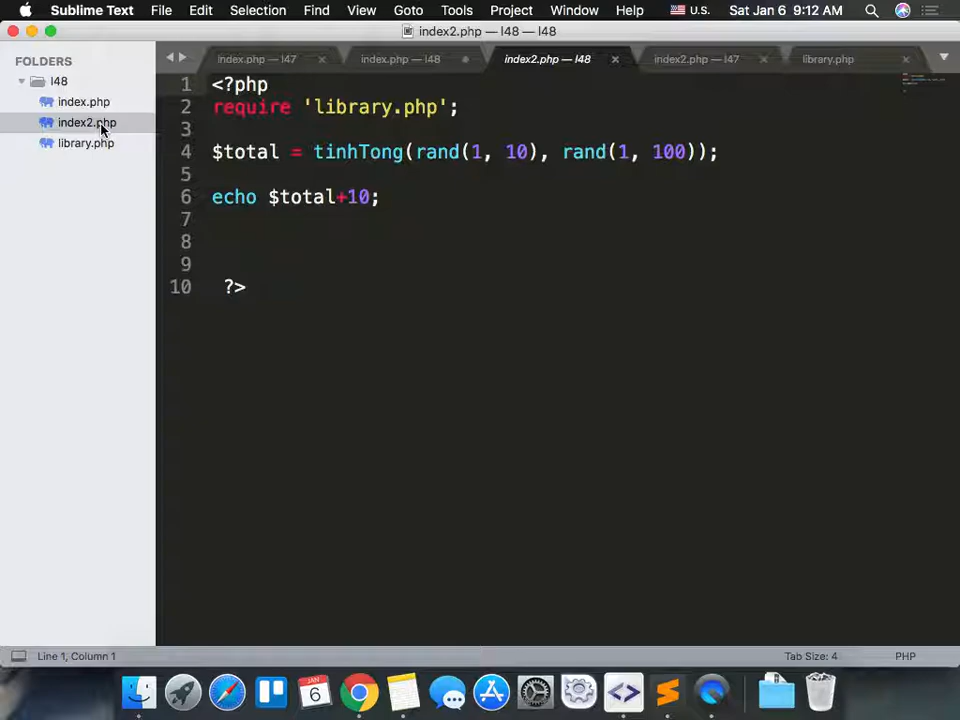 Sublime Text File Edit Selection Find View Goto Tools Project Window Help U.S. Sat Jan 6 9:12 AM
index2.php — l48 — l48
FOLDERS
l48
index.php
index2.php
library.php
index.php — l47
index.php — l48
index2.php — l48
index2.php — l47
library.php
1 <?php
2 require 'library.php';
3
4 $total = tinhTong(rand(1, 10), rand(1, 100));
5
6 echo $total+10;
7
8
9
10 ?>
Line 1, Column 1
Tab Size: 4
PHP
JAN
6